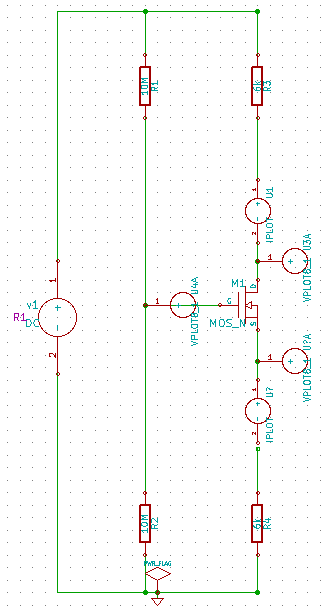 10M R1
6k R3
1 U1
IPLOT
2
1 U3A
VPLOT8_1
1 U4A
VPLOT8_1
M1
D
G
S
MOS_N
v1
R1
DC
1
2
1 U?A
VPLOT8_1
1 U?
IPLOT
2
10M R2
6k R4
PWR_FLAG